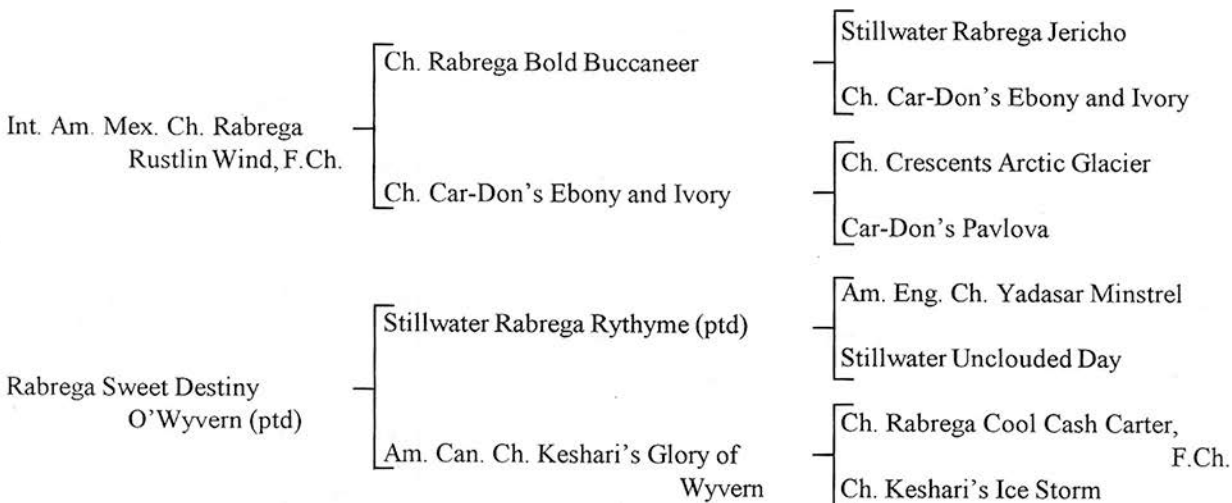 Int. Am. Mex. Ch. Rabrega
Rustlin Wind, F.Ch.
Ch. Rabrega Bold Buccaneer
Stillwater Rabrega Jericho
Ch. Car-Don's Ebony and Ivory
Ch. Car-Don's Ebony and Ivory
Ch. Crescents Arctic Glacier
Car-Don's Pavlova
Rabrega Sweet Destiny
O'Wyvern (ptd)
Stillwater Rabrega Rythyme (ptd)
Am. Eng. Ch. Yadasar Minstrel
Stillwater Unclouded Day
Am. Can. Ch. Keshari's Glory of
Wyvern
Ch. Rabrega Cool Cash Carter,
F.Ch.
Ch. Keshari's Ice Storm